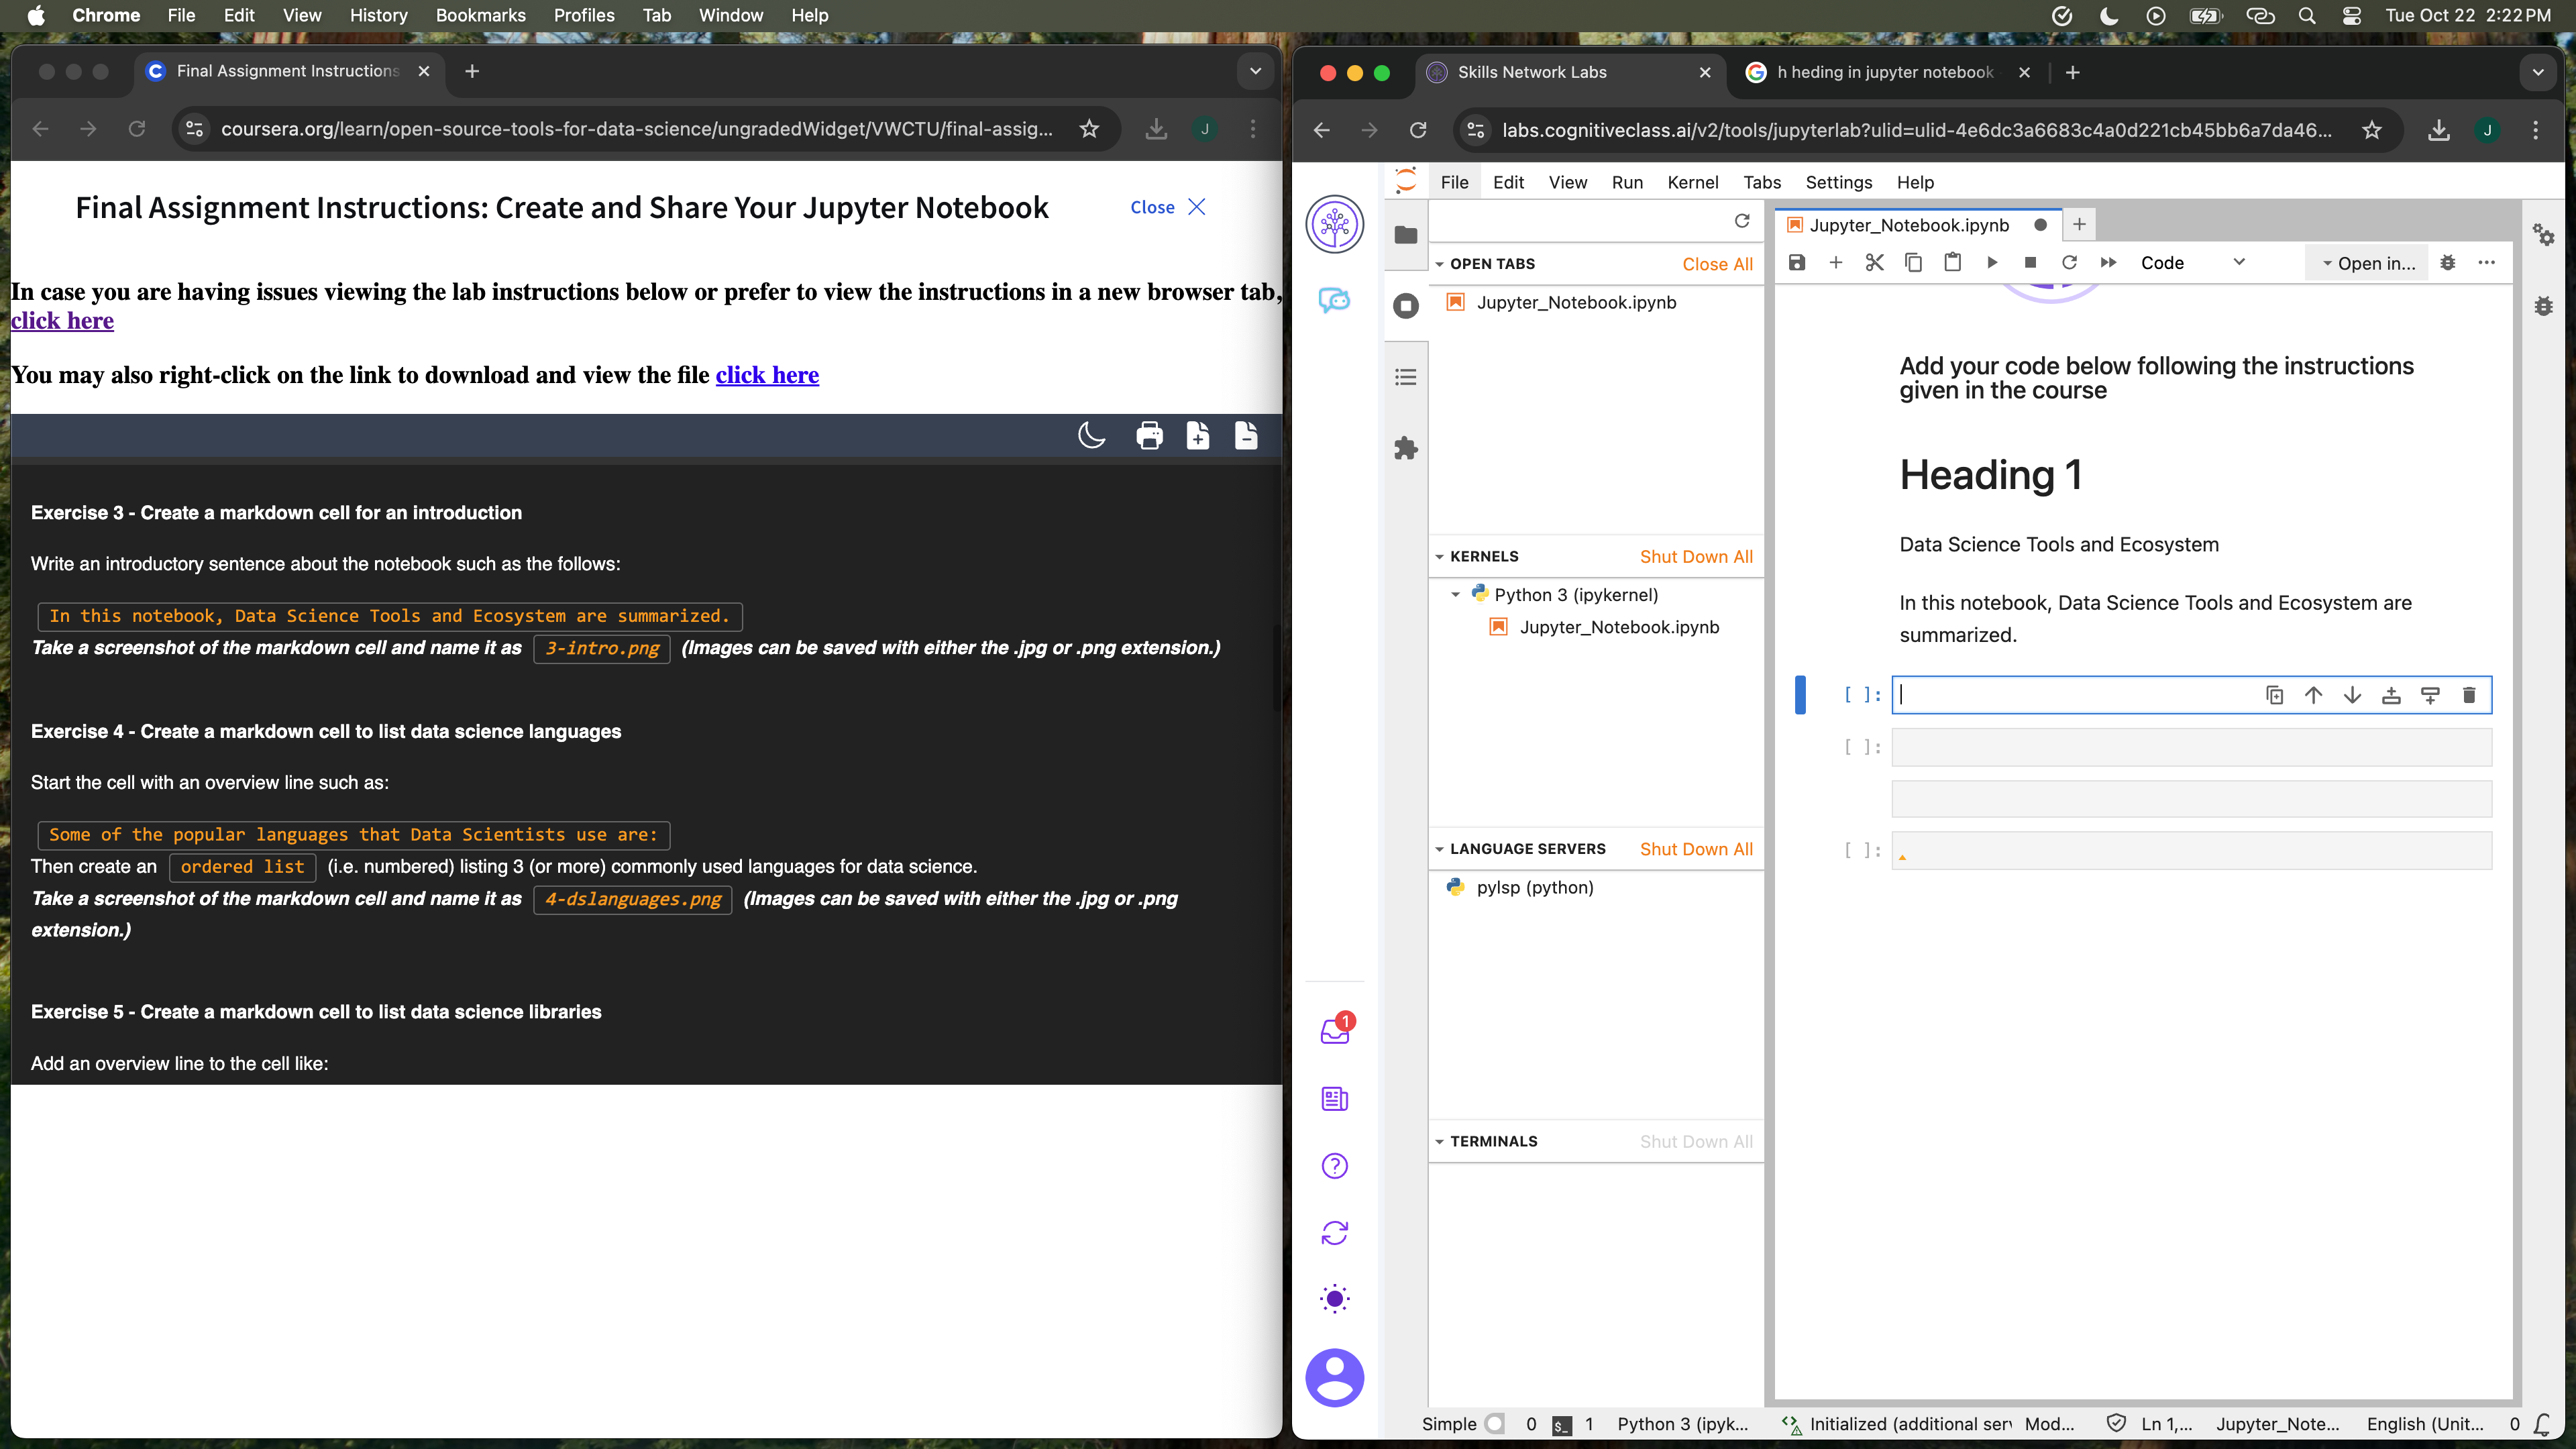 Chrome File Edit View History Bookmarks Profiles Tab Window Help
Tue Oct 22 2:22 PM
Final Assignment Instructions
coursera.org/learn/open-source-tools-for-data-science/ungradedWidget/VWCTU/final-assig...
J
Final Assignment Instructions: Create and Share Your Jupyter Notebook
Close
In case you are having issues viewing the lab instructions below or prefer to view the instructions in a new browser tab,
click here
You may also right-click on the link to download and view the file click here
Exercise 3 - Create a markdown cell for an introduction
Write an introductory sentence about the notebook such as the follows:
In this notebook, Data Science Tools and Ecosystem are summarized.
Take a screenshot of the markdown cell and name it as 3-intro.png (Images can be saved with either the .jpg or .png extension.)
Exercise 4 - Create a markdown cell to list data science languages
Start the cell with an overview line such as:
Some of the popular languages that Data Scientists use are:
Then create an ordered list (i.e. numbered) listing 3 (or more) commonly used languages for data science.
Take a screenshot of the markdown cell and name it as 4-dslanguages.png (Images can be saved with either the .jpg or .png
extension.)
Exercise 5 - Create a markdown cell to list data science libraries
Add an overview line to the cell like:
Skills Network Labs
h heding in jupyter notebook
labs.cognitiveclass.ai/v2/tools/jupyterlab?ulid=ulid-4e6dc3a6683c4a0d221cb45bb6a7da46...
J
File Edit View Run Kernel Tabs Settings Help
OPEN TABS Close All
Jupyter_Notebook.ipynb
KERNELS Shut Down All
Python 3 (ipykernel)
Jupyter_Notebook.ipynb
LANGUAGE SERVERS Shut Down All
pylsp (python)
TERMINALS Shut Down All
1
Jupyter_Notebook.ipynb
Code
Open in...
Add your code below following the instructions
given in the course
Heading 1
Data Science Tools and Ecosystem
In this notebook, Data Science Tools and Ecosystem are
summarized.
[ ]:
[ ]:
[ ]:
Simple 0 $_ 1 Python 3 (ipyk... Initialized (additional serv Mod... Ln 1,... Jupyter_Note... English (Unit... 0